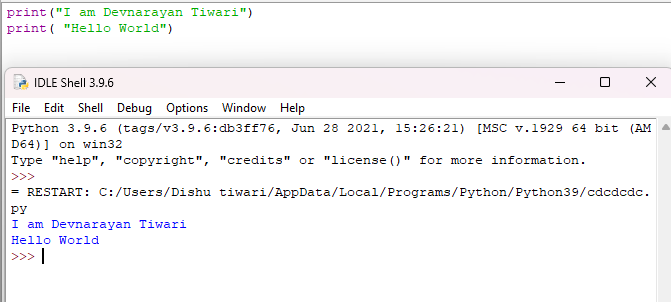 print("I am Devnarayan Tiwari")
print( "Hello World")
IDLE Shell 3.9.6
File Edit Shell Debug Options Window Help
Python 3.9.6 (tags/v3.9.6:db3ff76, Jun 28 2021, 15:26:21) [MSC v.1929 64 bit (AM
D64)] on win32
Type "help", "copyright", "credits" or "license()" for more information.
>>>
= RESTART: C:/Users/Dishu tiwari/AppData/Local/Programs/Python/Python39/cdcdcdc.
py
I am Devnarayan Tiwari
Hello World
>>>